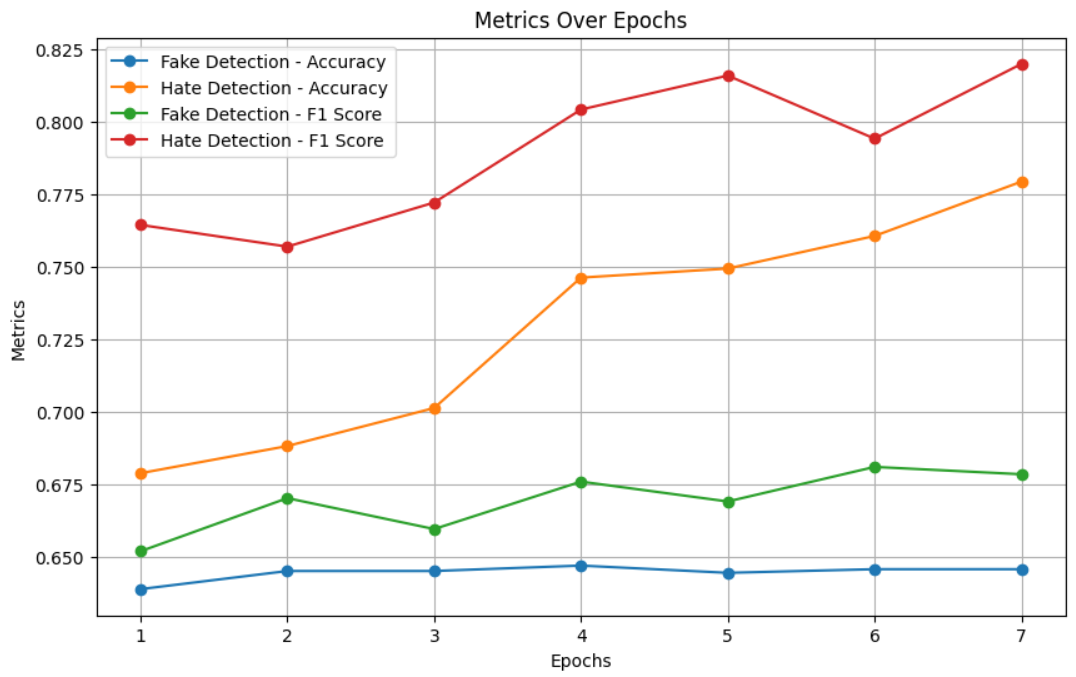 Metrics Over Epochs
Fake Detection - Accuracy
Hate Detection - Accuracy
Fake Detection - F1 Score
Hate Detection - F1 Score
0.825
0.800
0.775
0.750
0.725
0.700
0.675
0.650
Metrics
1 2 3 4 5 6 7
Epochs